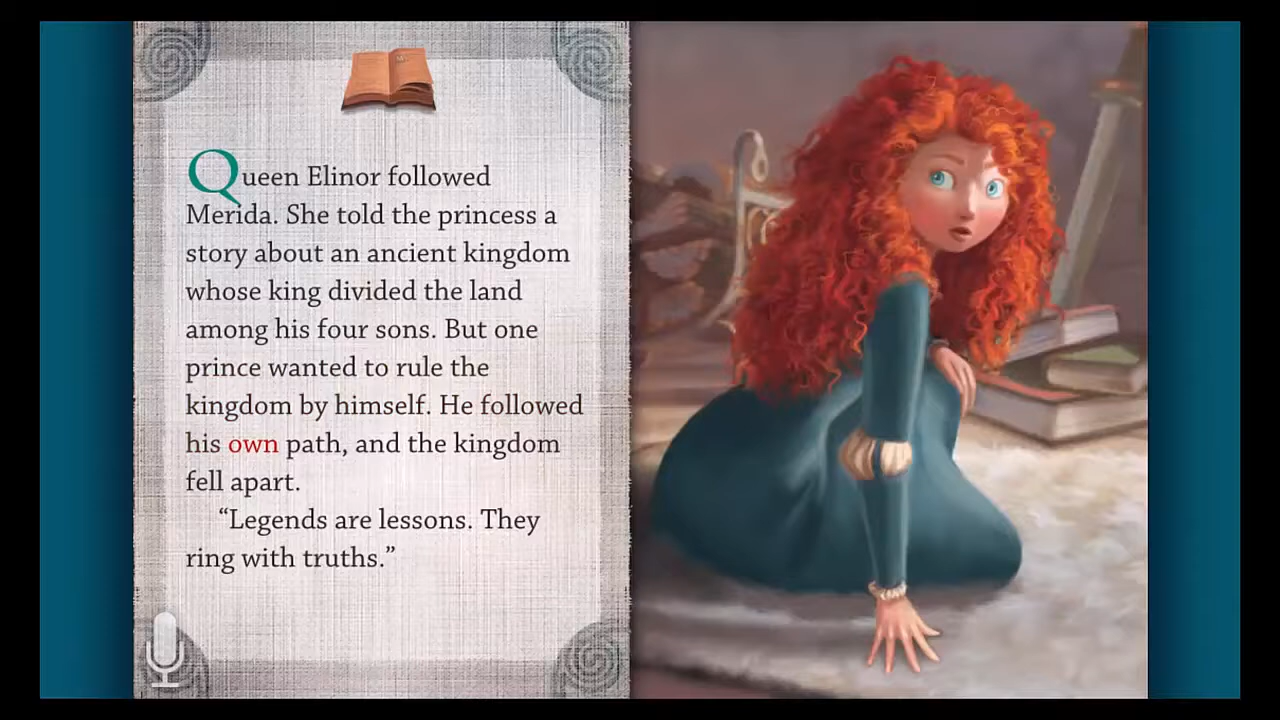 Queen Elinor followed
Merida. She told the princess a
story about an ancient kingdom
whose king divided the land
among his four sons. But one
prince wanted to rule the
kingdom by himself. He followed
his own path, and the kingdom
fell apart.
“Legends are lessons. They
ring with truths.”